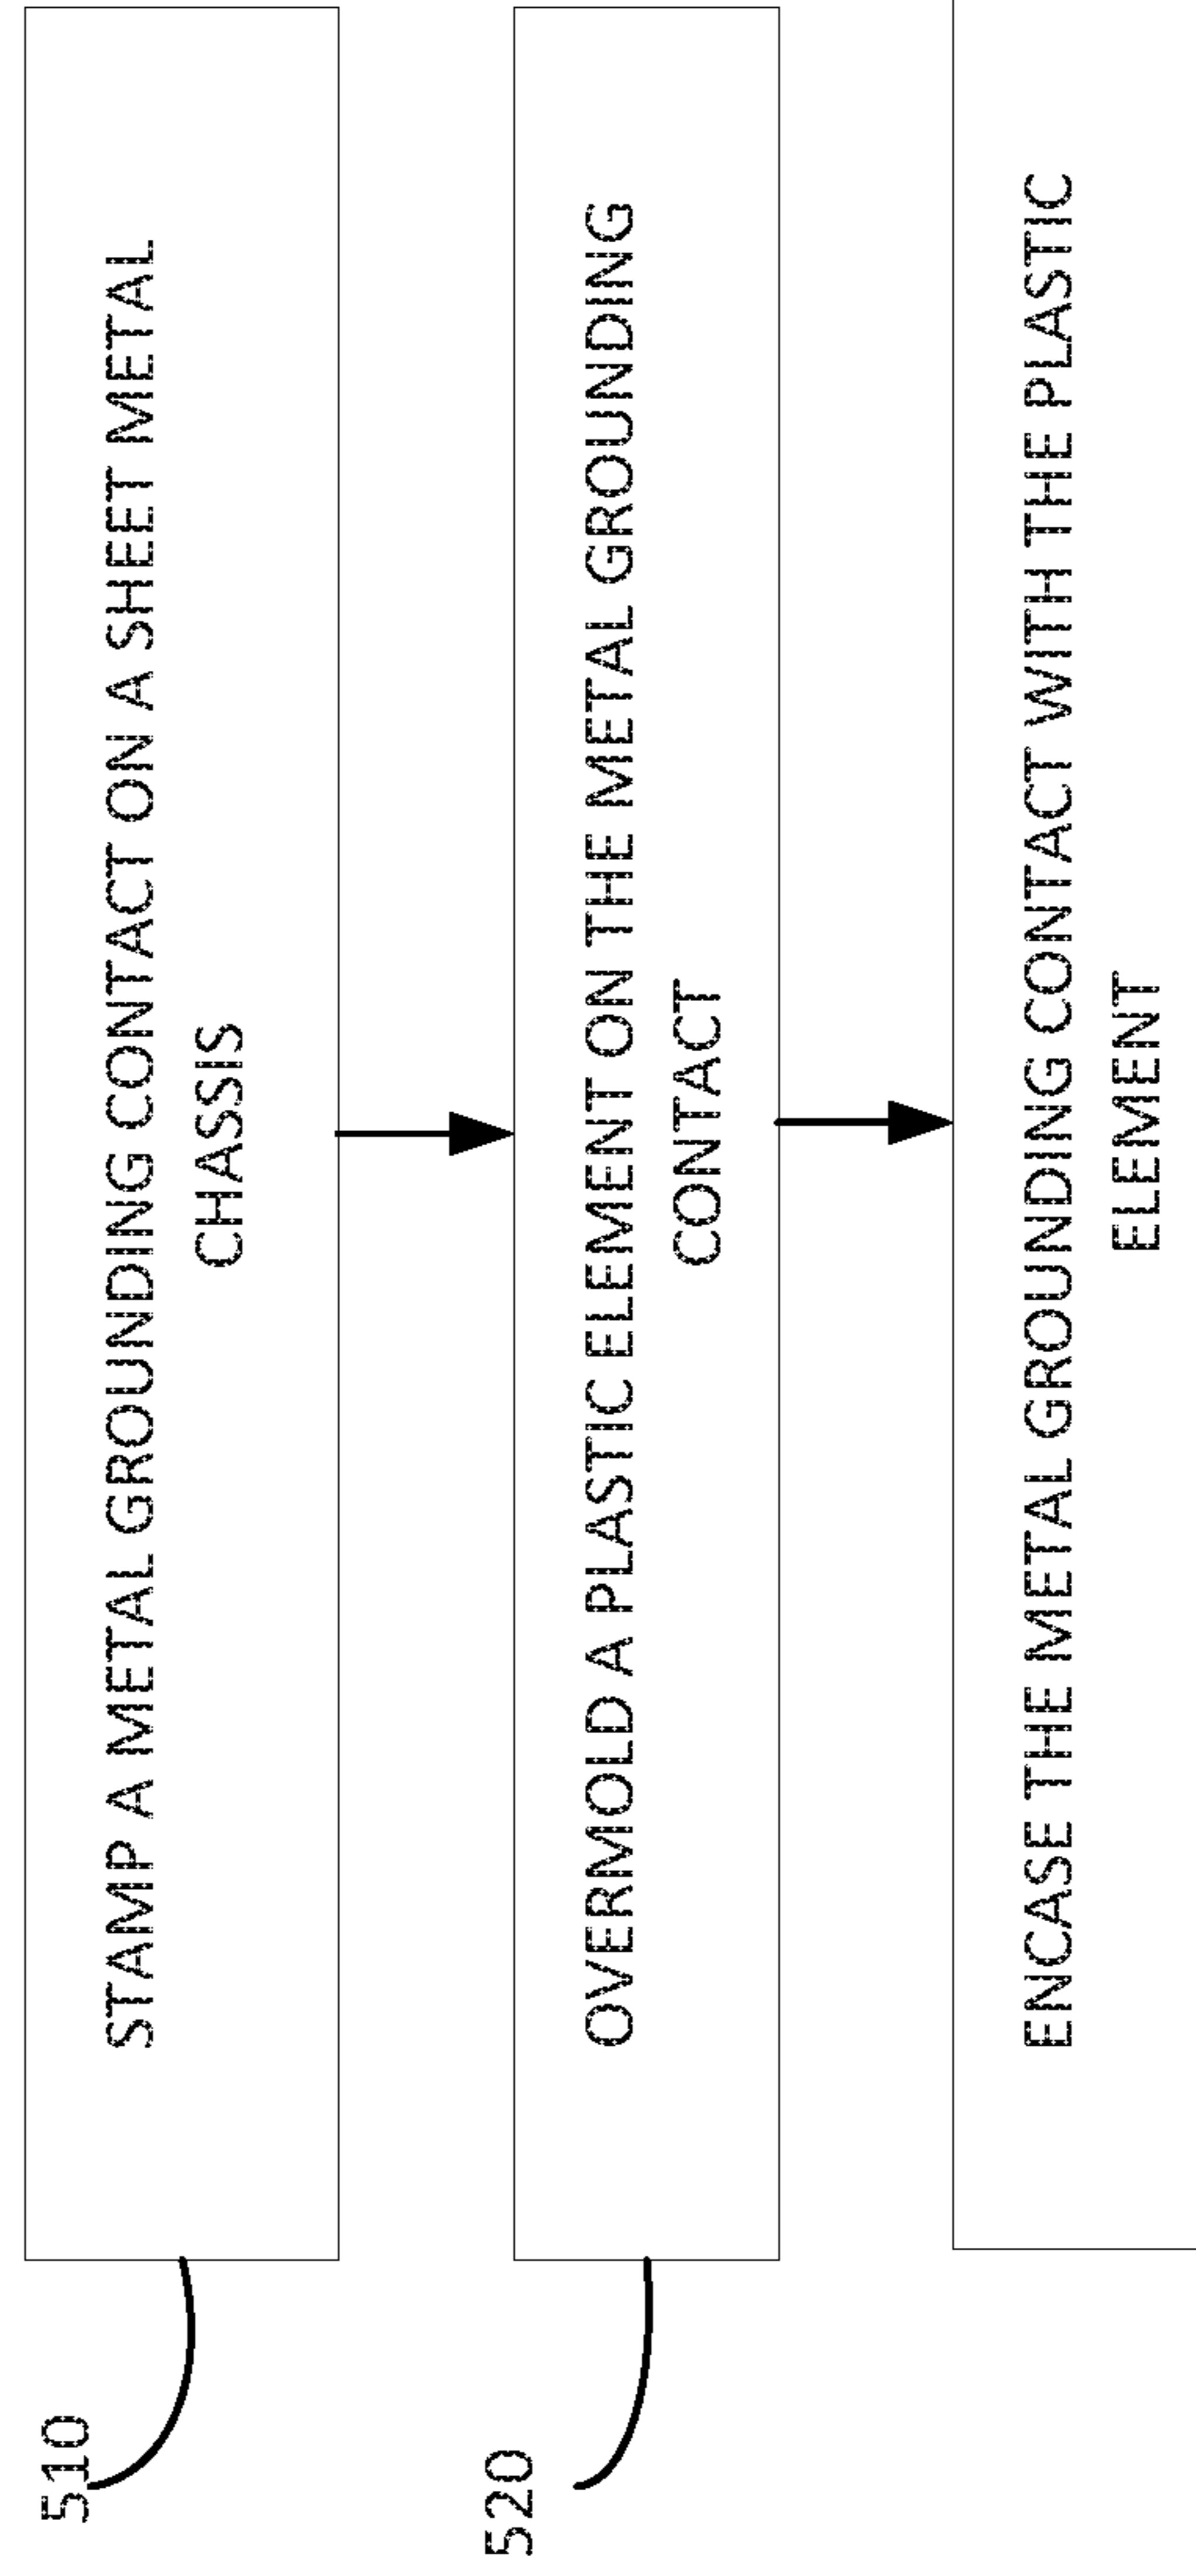 510
STAMP A METAL GROUNDING CONTACT ON A SHEET METAL
CHASSIS
520
OVERMOLD A PLASTIC ELEMENT ON THE METAL GROUNDING
CONTACT
ENCASE THE METAL GROUNDING CONTACT WITH THE PLASTIC
ELEMENT